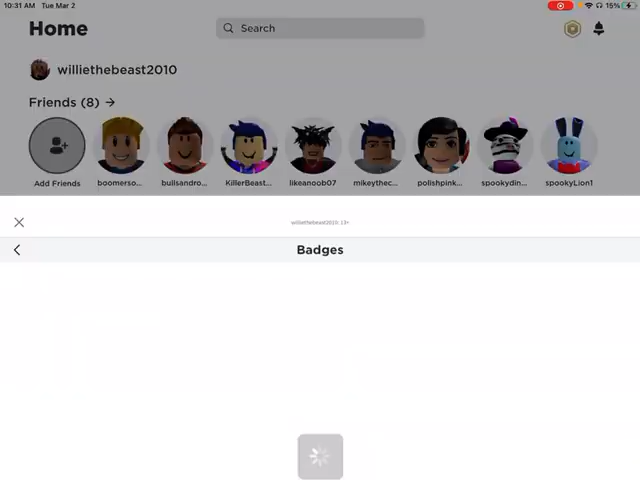 10:31 AM Tue Mar 2
15%
Home
Search
williethebeast2010
Friends (8) →
Add Friends
boomerso...
bulisandro...
KillerBeast...
likeanoob07
mikeythec...
polishpink...
spookydin...
spookyLion1
williethebeast2010: 13+
Badges